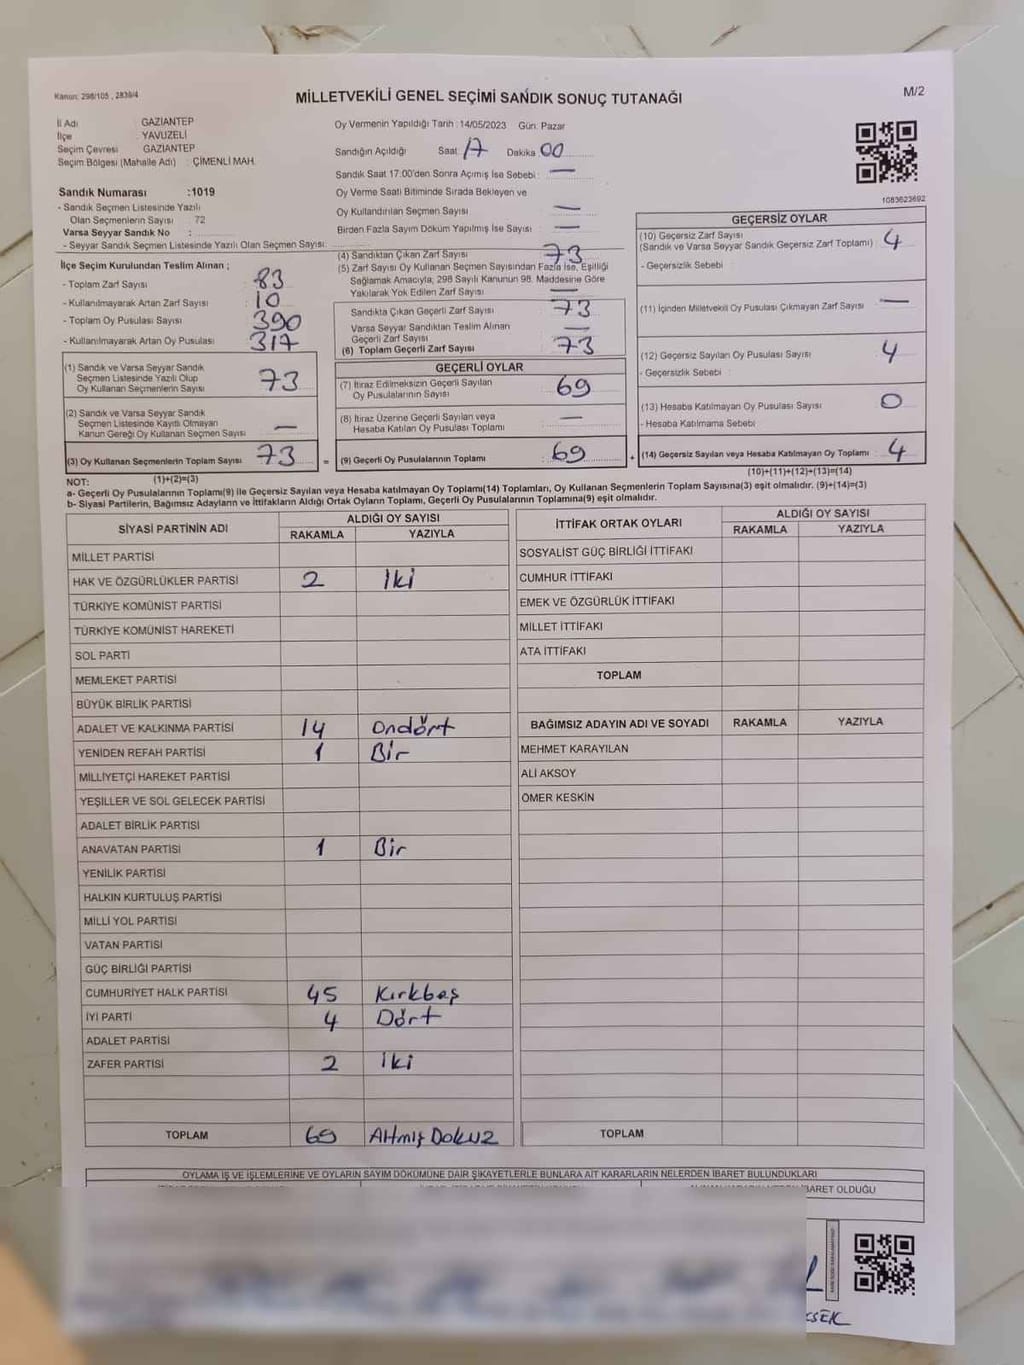 Kanun: 298/105 , 2839/4
MİLLETVEKİLİ GENEL SEÇİMİ SANDIK SONUÇ TUTANAĞI
M/2
İl Adı GAZİANTEP
İlçe YAVUZELİ
Seçim Çevresi GAZİANTEP
Seçim Bölgesi (Mahalle Adı) : ÇİMENLİ MAH.
Sandık Numarası :1019
- Sandık Seçmen Listesinde Yazılı
Olan Seçmenlerin Sayısı 72
Varsa Seyyar Sandık No :
- Seyyar Sandık Seçmen Listesinde Yazılı Olan Seçmen Sayısı:
Oy Vermenin Yapıldığı Tarih : 14/05/2023 Gün: Pazar
Sandığın Açıldığı Saat: 17 Dakika 00
Sandık Saat 17:00'den Sonra Açımış İse Sebebi : —
Oy Verme Saati Bitiminde Sırada Bekleyen ve
Oy Kullandırılan Seçmen Sayısı —
Birden Fazla Sayım Döküm Yapılmış İse Sayısı : —
1083623692
İlçe Seçim Kurulundan Teslim Alınan ;
- Toplam Zarf Sayısı : 83
- Kullanılmayarak Artan Zarf Sayısı : 10
- Toplam Oy Pusulası Sayısı : 390
- Kullanılmayarak Artan Oy Pusulası : 317
(4) Sandıktan Çıkan Zarf Sayısı : 73
(5) Zarf Sayısı Oy Kullanan Seçmen Sayısından Fazla İse, Eşitliği
Sağlamak Amacıyla, 298 Sayılı Kanunun 98. Maddesine Göre
Yakılarak Yok Edilen Zarf Sayısı —
Sandıkta Çıkan Geçerli Zarf Sayısı : 73
Varsa Seyyar Sandıktan Teslim Alınan
Geçerli Zarf Sayısı —
(6) Toplam Geçerli Zarf Sayısı : 73
GEÇERSİZ OYLAR
(10) Geçersiz Zarf Sayısı
(Sandık ve Varsa Seyyar Sandık Geçersiz Zarf Toplamı) 4
- Geçersizlik Sebebi :
(11) İçinden Milletvekili Oy Pusulası Çıkmayan Zarf Sayısı —
(12) Geçersiz Sayılan Oy Pusulası Sayısı 4
- Geçersizlik Sebebi :
(13) Hesaba Katılmayan Oy Pusulası Sayısı 0
- Hesaba Katılmama Sebebi
(14) Geçersiz Sayılan veya Hesaba Katılmayan Oy Toplamı 4
(10)+(11)+(12)+(13)=(14)
(1) Sandık ve Varsa Seyyar Sandık
Seçmen Listesinde Yazılı Olup
Oy Kullanan Seçmenlerin Sayısı 73
(2) Sandık ve Varsa Seyyar Sandık
Seçmen Listesinde Kayıtlı Olmayan
Kanun Gereği Oy Kullanan Seçmen Sayısı —
(3) Oy Kullanan Seçmenlerin Toplam Sayısı 73 =
(1)+(2)=(3)
GEÇERLİ OYLAR
(7) İtiraz Edilmeksizin Geçerli Sayılan
Oy Pusulalarının Sayısı : 69
(8) İtiraz Üzerine Geçerli Sayılan veya
Hesaba Katılan Oy Pusulası Toplamı —
(9) Geçerli Oy Pusulalarının Toplamı : 69 +
NOT:
a- Geçerli Oy Pusulalarının Toplamı(9) ile Geçersiz Sayılan veya Hesaba katılmayan Oy Toplamı(14) Toplamları, Oy Kullanan Seçmenlerin Toplam Sayısına(3) eşit olmalıdır. (9)+(14)=(3)
b- Siyasi Partilerin, Bağımsız Adayların ve İttifakların Aldığı Ortak Oyların Toplamı, Geçerli Oy Pusulalarının Toplamına(9) eşit olmalıdır.
SİYASİ PARTİNİN ADI
ALDIĞI OY SAYISI
RAKAMLA YAZIYLA
MİLLET PARTİSİ
HAK VE ÖZGÜRLÜKLER PARTİSİ 2 İki
TÜRKİYE KOMÜNİST PARTİSİ
TÜRKİYE KOMÜNİST HAREKETİ
SOL PARTİ
MEMLEKET PARTİSİ
BÜYÜK BİRLİK PARTİSİ
ADALET VE KALKINMA PARTİSİ 14 Ondört
YENİDEN REFAH PARTİSİ 1 Bir
MİLLİYETÇİ HAREKET PARTİSİ
YEŞİLLER VE SOL GELECEK PARTİSİ
ADALET BİRLİK PARTİSİ
ANAVATAN PARTİSİ 1 Bir
YENİLİK PARTİSİ
HALKIN KURTULUŞ PARTİSİ
MİLLİ YOL PARTİSİ
VATAN PARTİSİ
GÜÇ BİRLİĞİ PARTİSİ
CUMHURİYET HALK PARTİSİ 45 Kırkbeş
İYİ PARTİ 4 Dört
ADALET PARTİSİ
ZAFER PARTİSİ 2 İki
TOPLAM 69 Altmış Dokuz
İTTİFAK ORTAK OYLARI
ALDIĞI OY SAYISI
RAKAMLA YAZIYLA
SOSYALİST GÜÇ BİRLİĞİ İTTİFAKI
CUMHUR İTTİFAKI
EMEK VE ÖZGÜRLÜK İTTİFAKI
MİLLET İTTİFAKI
ATA İTTİFAKI
TOPLAM
BAĞIMSIZ ADAYIN ADI VE SOYADI RAKAMLA YAZIYLA
MEHMET KARAYILAN
ALİ AKSOY
ÖMER KESKİN
TOPLAM
OYLAMA İŞ VE İŞLEMLERİNE VE OYLARIN SAYIM DÖKÜMÜNE DAİR ŞİKAYETLERLE BUNLARA AİT KARARLARIN NELERDEN İBARET BULUNDUKLARI
BARET OLDUĞU